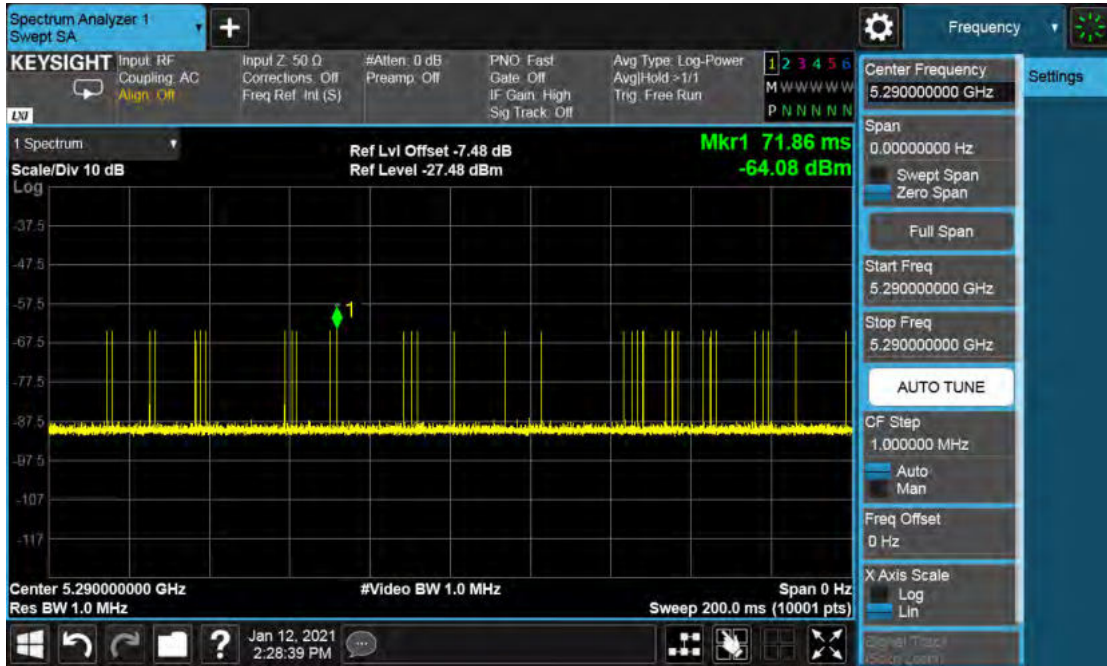 Spectrum Analyzer 1
Swept SA
+
Frequency
KEYSIGHT
Input: RF
Coupling: AC
Align: Off
Input Z: 50 Ω
Corrections: Off
Freq Ref: Int (S)
#Atten: 0 dB
Preamp: Off
PNO: Fast
Gate: Off
IF Gain: High
Sig Track: Off
Avg Type: Log-Power
Avg|Hold >1/1
Trig: Free Run
1 2 3 4 5 6
M W W W W W
P N N N N N
LXI
Center Frequency
5.290000000 GHz
Settings
Span
0.00000000 Hz
Swept Span
Zero Span
Full Span
Start Freq
5.290000000 GHz
Stop Freq
5.290000000 GHz
AUTO TUNE
CF Step
1.000000 MHz
Auto
Man
Freq Offset
0 Hz
X Axis Scale
Log
Lin
Signal Track
(Span Zoom)
1 Spectrum
Scale/Div 10 dB
Log
Ref Lvl Offset -7.48 dB
Ref Level -27.48 dBm
Mkr1 71.86 ms
-64.08 dBm
1
-37.5
-47.5
-57.5
-67.5
-77.5
-87.5
-97.5
-107
-117
Center 5.290000000 GHz
Res BW 1.0 MHz
#Video BW 1.0 MHz
Span 0 Hz
Sweep 200.0 ms (10001 pts)
?
Jan 12, 2021
2:28:39 PM